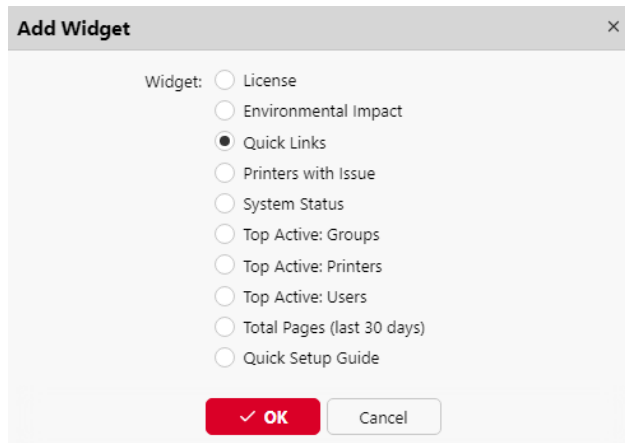 Add Widget
Widget: License
Environmental Impact
Quick Links
Printers with Issue
System Status
Top Active: Groups
Top Active: Printers
Top Active: Users
Total Pages (last 30 days)
Quick Setup Guide
OK Cancel